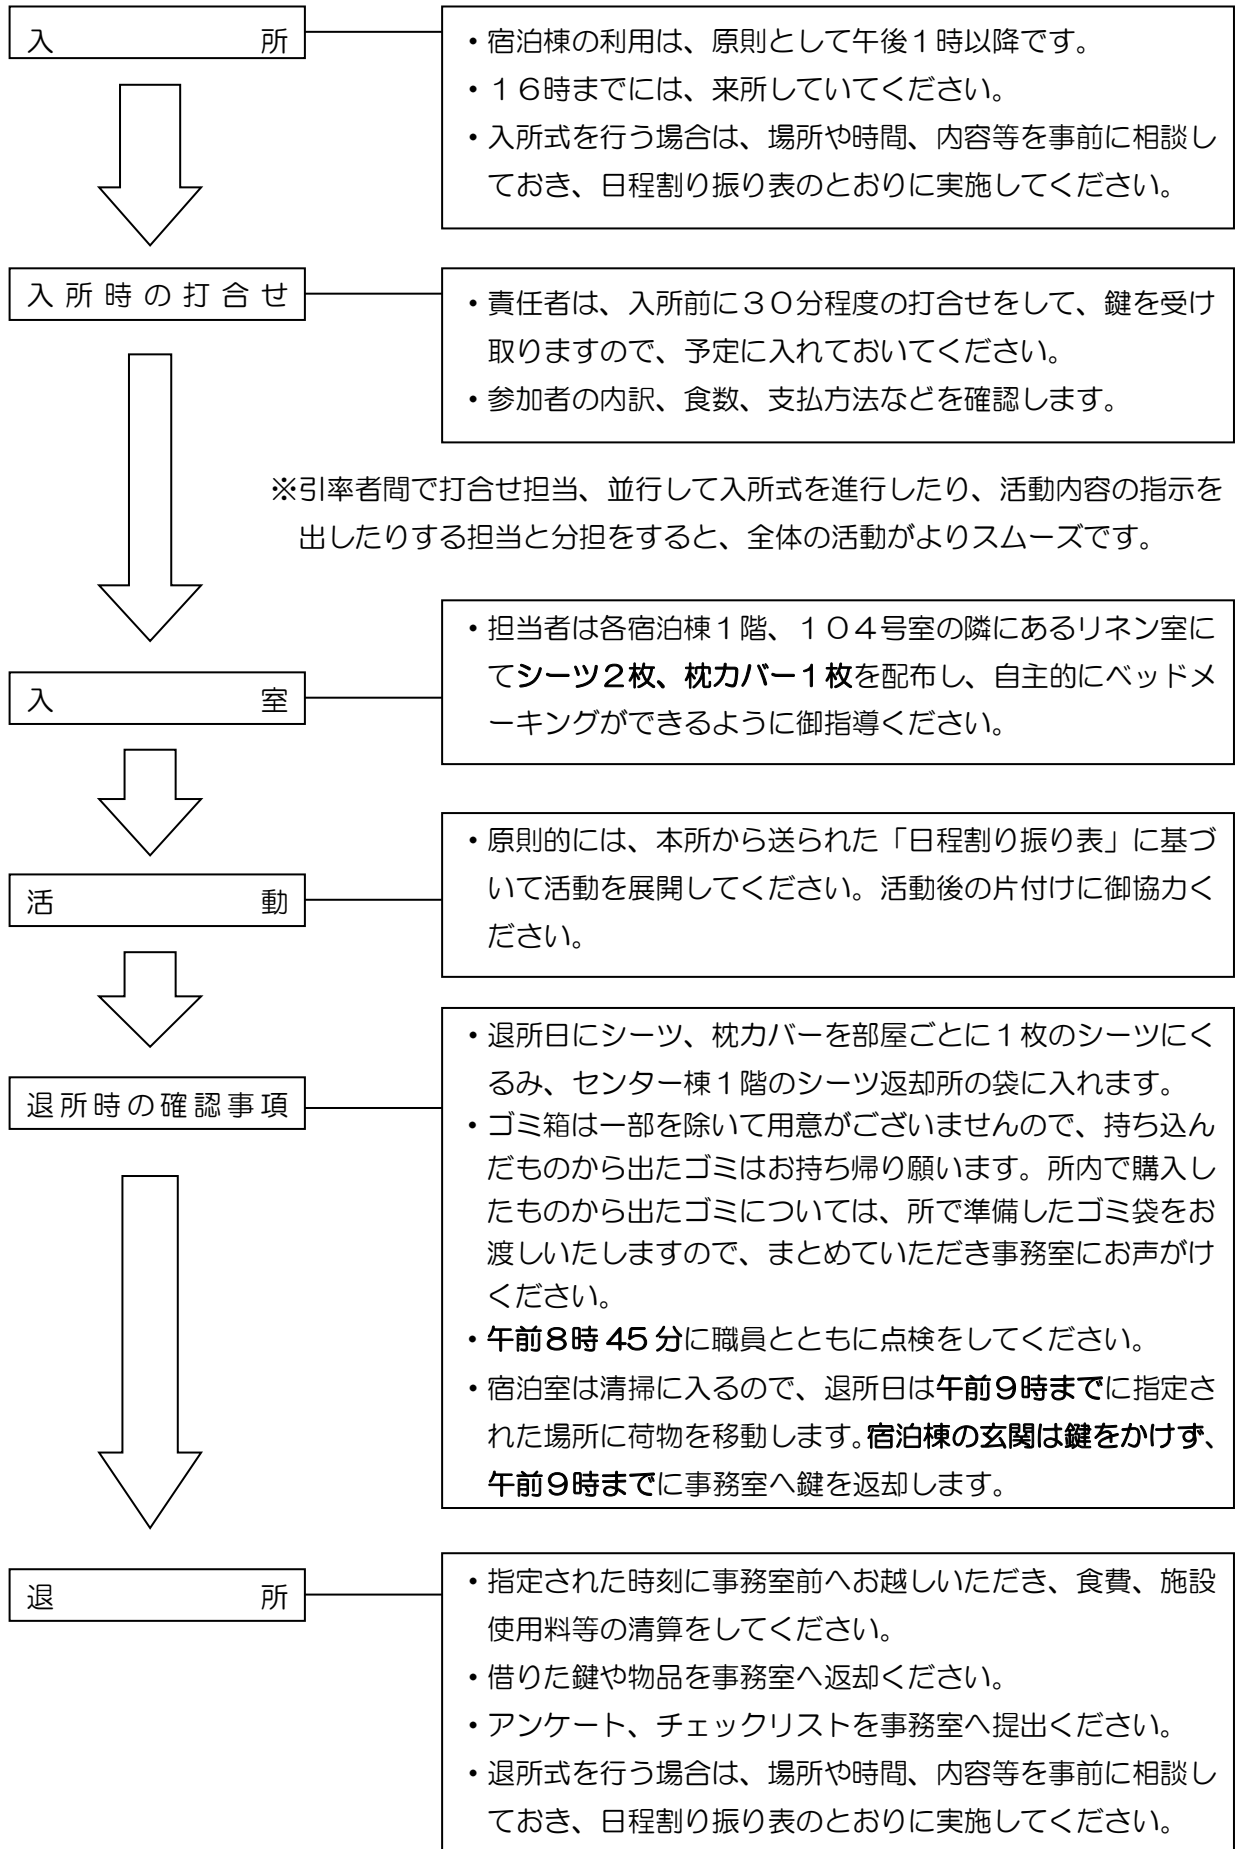 入所
・宿泊棟の利用は、原則として午後１時以降です。
・１６時までには、来所していてください。
・入所式を行う場合は、場所や時間、内容等を事前に相談し
ておき、日程割り振り表のとおりに実施してください。
入所時の打合せ
・責任者は、入所前に３０分程度の打合せをして、鍵を受け
取りますので、予定に入れておいてください。
・参加者の内訳、食数、支払方法などを確認します。
※引率者間で打合せ担当、並行して入所式を進行したり、活動内容の指示を
出したりする担当と分担をすると、全体の活動がよりスムーズです。
入室
・担当者は各宿泊棟１階、１０４号室の隣にあるリネン室に
てシーツ２枚、枕カバー１枚を配布し、自主的にベッドメ
ーキングができるように御指導ください。
活動
・原則的には、本所から送られた「日程割り振り表」に基づ
いて活動を展開してください。活動後の片付けに御協力く
ださい。
退所時の確認事項
・退所日にシーツ、枕カバーを部屋ごとに１枚のシーツにく
るみ、センター棟１階のシーツ返却所の袋に入れます。
・ゴミ箱は一部を除いて用意がございませんので、持ち込ん
だものから出たゴミはお持ち帰り願います。所内で購入し
たものから出たゴミについては、所で準備したゴミ袋をお
渡しいたしますので、まとめていただき事務室にお声がけ
ください。
・午前８時 45 分に職員とともに点検をしてください。
・宿泊室は清掃に入るので、退所日は午前９時までに指定さ
れた場所に荷物を移動します。宿泊棟の玄関は鍵をかけず、
午前９時までに事務室へ鍵を返却します。
退所
・指定された時刻に事務室前へお越しいただき、食費、施設
使用料等の清算をしてください。
・借りた鍵や物品を事務室へ返却ください。
・アンケート、チェックリストを事務室へ提出ください。
・退所式を行う場合は、場所や時間、内容等を事前に相談し
ておき、日程割り振り表のとおりに実施してください。